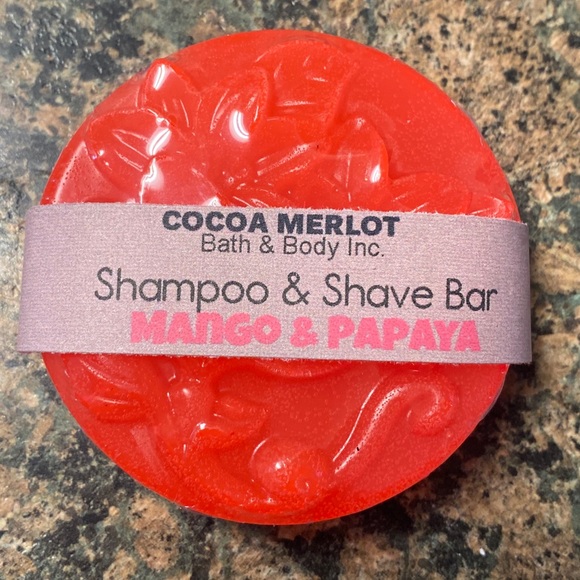 COCOA MERLOT
Bath & Body Inc.
Shampoo & Shave Bar
MANGO & PAPAYA